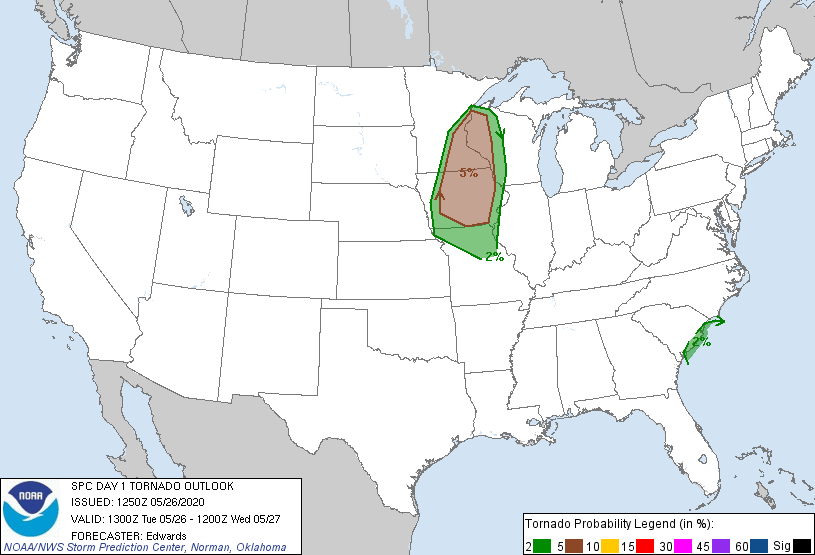 5%
2%
2%
NOAA
SPC DAY 1 TORNADO OUTLOOK
ISSUED: 1250Z 05/26/2020
VALID: 1300Z Tue 05/26 - 1200Z Wed 05/27
FORECASTER: Edwards
NOAA/NWS Storm Prediction Center, Norman, Oklahoma
Tornado Probability Legend (in %):
2 5 10 15 30 45 60 Sig